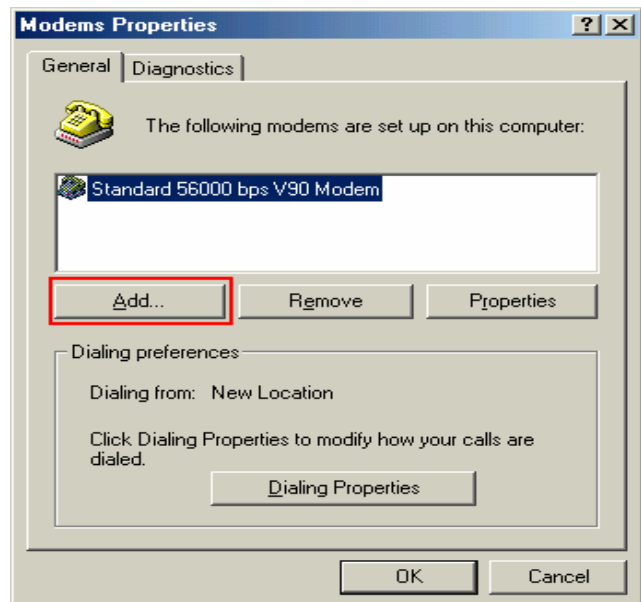 Modems Properties
General
Diagnostics
The following modems are set up on this computer:
Standard 56000 bps V90 Modem
Add...
Remove
Properties
Dialing preferences
Dialing from: New Location
Click Dialing Properties to modify how your calls are
dialed.
Dialing Properties
OK
Cancel